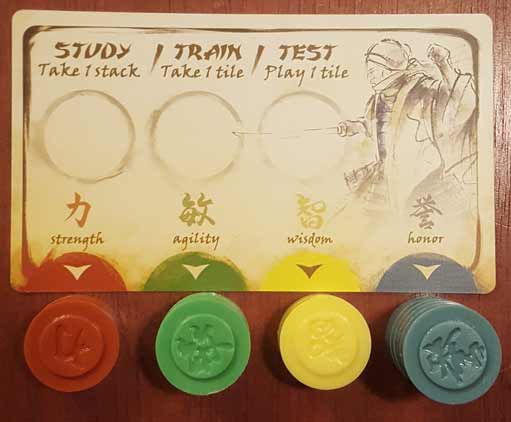 STUDY / TRAIN / TEST
Take 1 stack Take 1 tile Play 1 tile
力 敏 智 誉
strength agility wisdom honor